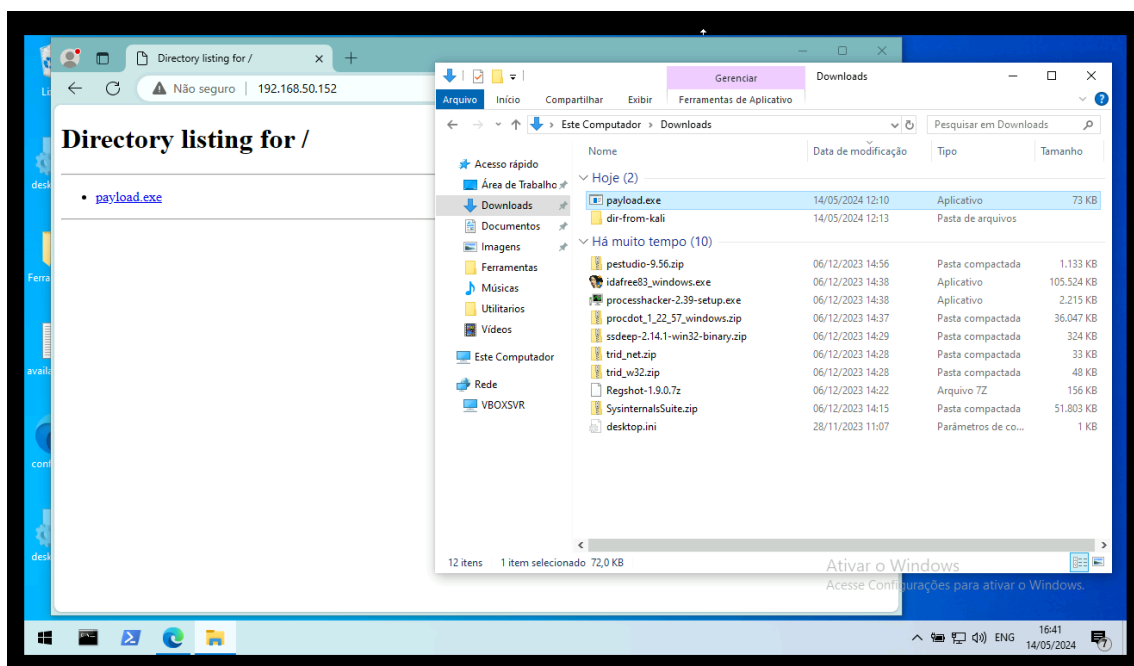 Directory listing for /
Não seguro
192.168.50.152
Directory listing for /
payload.exe
Gerenciar
Downloads
Arquivo Início Compartilhar Exibir Ferramentas de Aplicativo
Este Computador > Downloads
Pesquisar em Downloads
Acesso rápido
Área de Trabalho
Downloads
Documentos
Imagens
Ferramentas
Músicas
Utilitarios
Vídeos
Este Computador
Rede
VBOXSVR
Nome Data de modificação Tipo Tamanho
Hoje (2)
payload.exe 14/05/2024 12:10 Aplicativo 73 KB
dir-from-kali 14/05/2024 12:13 Pasta de arquivos
Há muito tempo (10)
pestudio-9.56.zip 06/12/2023 14:56 Pasta compactada 1.133 KB
idafree83_windows.exe 06/12/2023 14:38 Aplicativo 105.524 KB
processhacker-2.39-setup.exe 06/12/2023 14:38 Aplicativo 2.215 KB
procdot_1_22_57_windows.zip 06/12/2023 14:37 Pasta compactada 36.047 KB
ssdeep-2.14.1-win32-binary.zip 06/12/2023 14:29 Pasta compactada 324 KB
trid_net.zip 06/12/2023 14:28 Pasta compactada 33 KB
trid_w32.zip 06/12/2023 14:28 Pasta compactada 48 KB
Regshot-1.9.0.7z 06/12/2023 14:22 Arquivo 7Z 156 KB
SysinternalsSuite.zip 06/12/2023 14:15 Pasta compactada 51.803 KB
desktop.ini 28/11/2023 11:07 Parâmetros de co... 1 KB
12 itens 1 item selecionado 72,0 KB
Ativar o Windows
Acesse Configurações para ativar o Windows.
Li
desk
Ferra
availa
conf
desk
ENG
16:41
14/05/2024
7